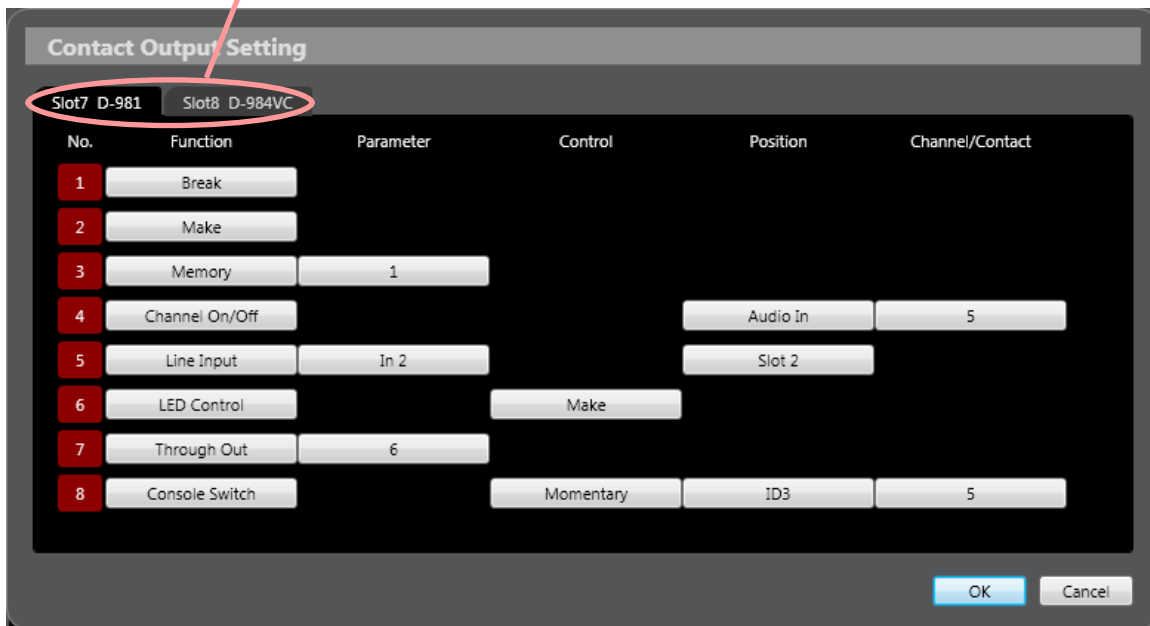 Contact Output Setting
Slot7 D-981 Slot8 D-984VC
No. Function Parameter Control Position Channel/Contact
1 Break
2 Make
3 Memory 1
4 Channel On/Off Audio In 5
5 Line Input In 2 Slot 2
6 LED Control Make
7 Through Out 6
8 Console Switch Momentary ID3 5
OK Cancel